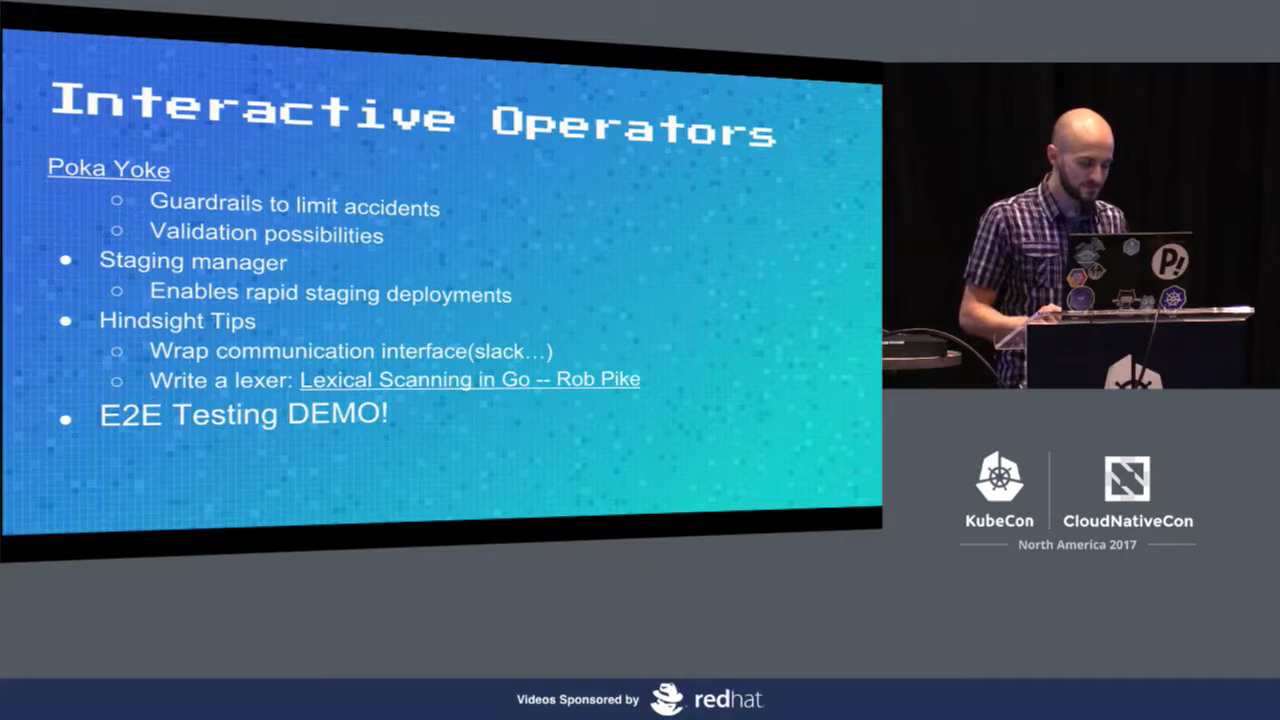 Interactive Operators
Poka Yoke
○ Guardrails to limit accidents
○ Validation possibilities
● Staging manager
○ Enables rapid staging deployments
● Hindsight Tips
○ Wrap communication interface(slack...)
○ Write a lexer: Lexical Scanning in Go -- Rob Pike
● E2E Testing DEMO!
P!
KubeCon
CloudNativeCon
North America 2017
Videos Sponsored by
redhat